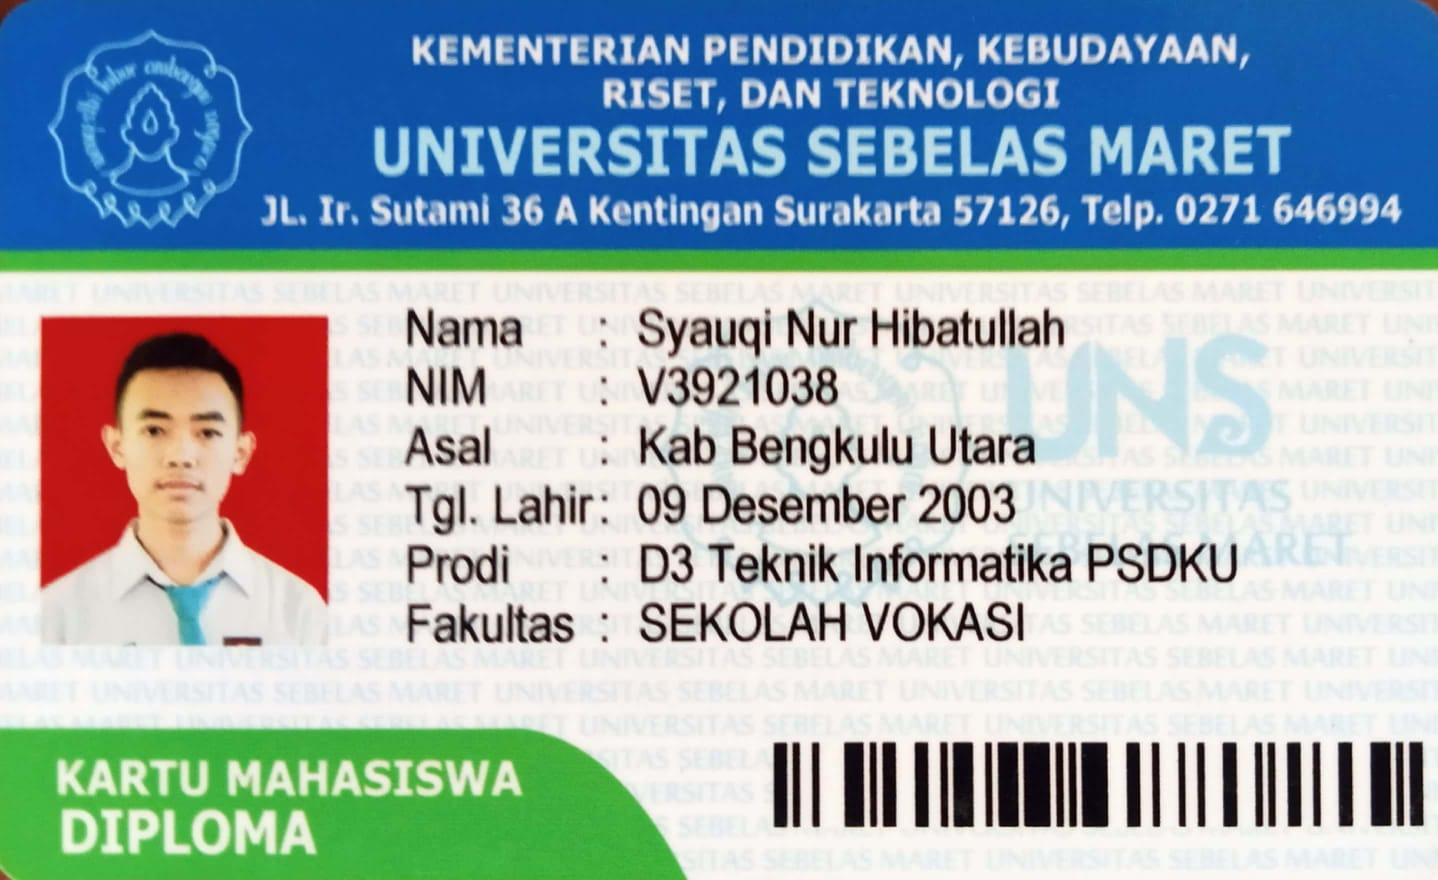 KEMENTERIAN PENDIDIKAN, KEBUDAYAAN,
RISET, DAN TEKNOLOGI
UNIVERSITAS SEBELAS MARET
JL. Ir. Sutami 36 A Kentingan Surakarta 57126, Telp. 0271 646994
Nama : Syauqi Nur Hibatullah
NIM : V3921038
Asal : Kab Bengkulu Utara
Tgl. Lahir : 09 Desember 2003
Prodi : D3 Teknik Informatika PSDKU
Fakultas : SEKOLAH VOKASI
UNS
UNIVERSITAS
SEBELAS MARET
KARTU MAHASISWA
DIPLOMA